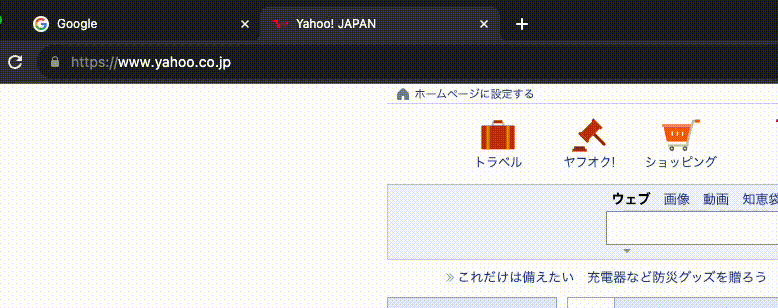 Google
Yahoo! JAPAN
https://www.yahoo.co.jp
ホームページに設定する
トラベル ヤフオク! ショッピング
ウェブ 画像 動画 知恵袋
これだけは備えたい 充電器など防災グッズを贈ろう